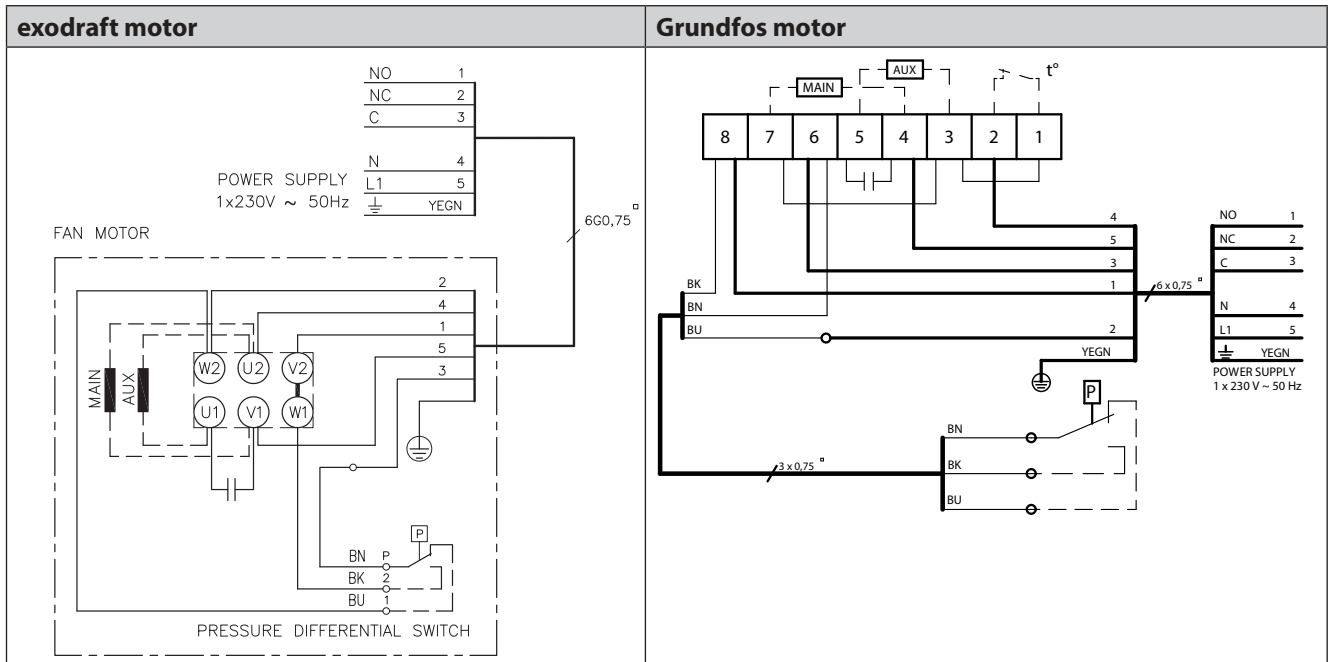 exodraft motor
NO 1
NC 2
C 3
N 4
POWER SUPPLY L1 5
1x230V ~ 50Hz YEGN
6G0,75
FAN MOTOR
2
4
1
5
3
W2 U2 V2
MAIN AUX
U1 V1 W1
P
BN P
BK 2
BU 1
PRESSURE DIFFERENTIAL SWITCH
Grundfos motor
AUX t°
MAIN
8 7 6 5 4 3 2 1
4 NO 1
5 NC 2
3 C 3
BK 1 6 x 0,75
BN N 4
BU 2 L1 5
YEGN YEGN
POWER SUPPLY
1 x 230 V ~ 50 Hz
P
BN
3 x 0,75 BK
BU